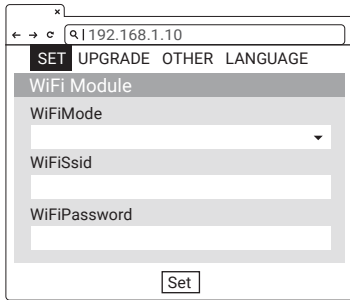 192.168.1.10
SET UPGRADE OTHER LANGUAGE
WiFi Module
WiFiMode
WiFiSsid
WiFiPassword
Set